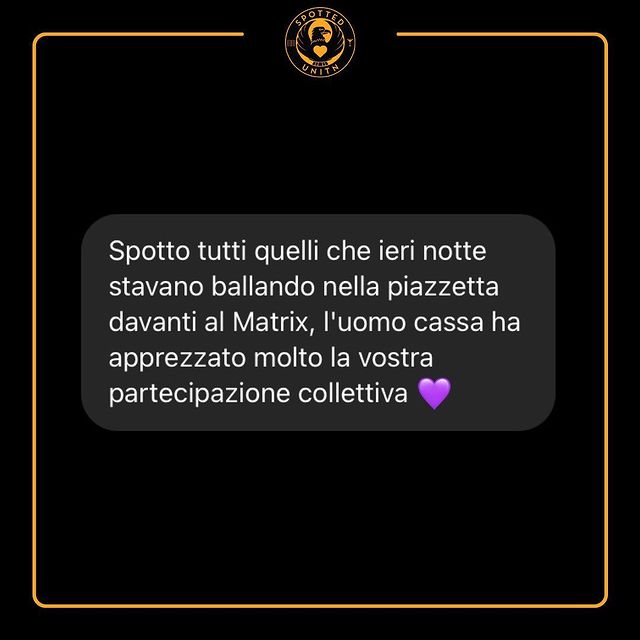 SPOTTED
UNITN
Spotto tutti quelli che ieri notte
stavano ballando nella piazzetta
davanti al Matrix, l'uomo cassa ha
apprezzato molto la vostra
partecipazione collettiva 💜